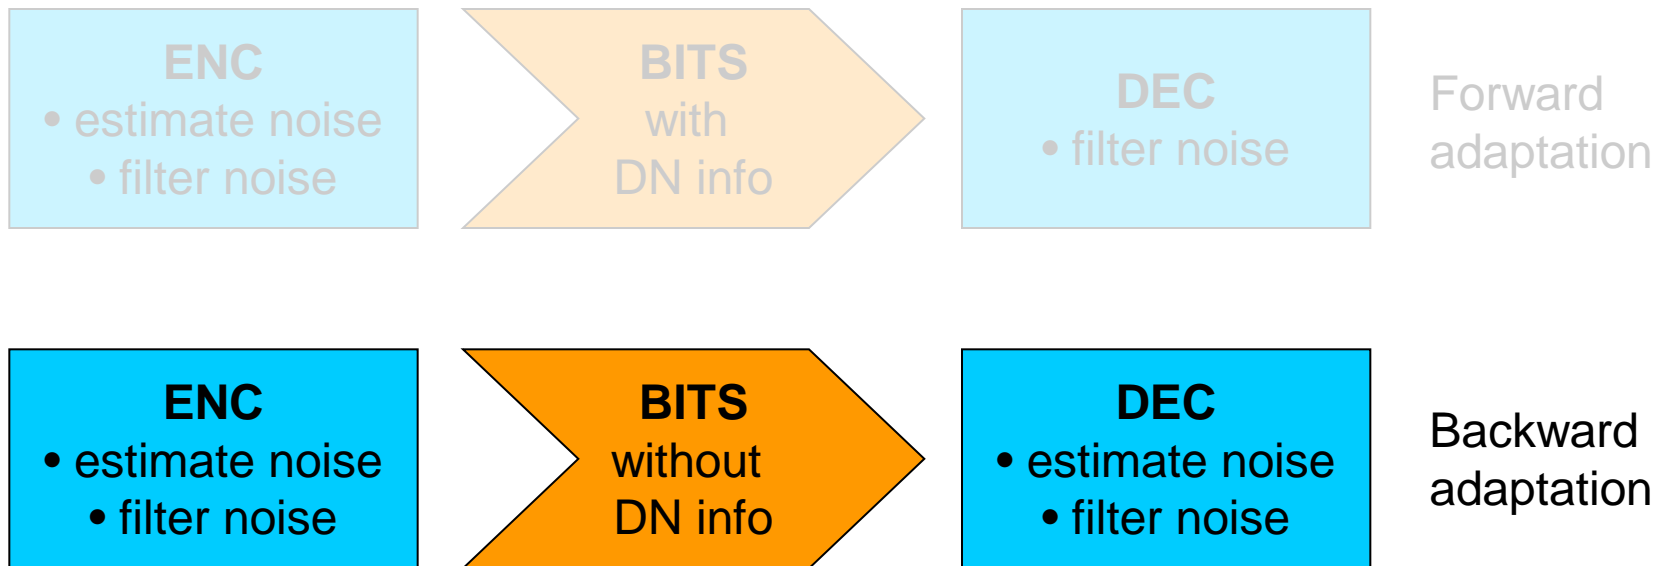 ENC
• estimate noise
• filter noise
BITS
with
DN info
DEC
• filter noise
Forward
adaptation
ENC
• estimate noise
• filter noise
BITS
without
DN info
DEC
• estimate noise
• filter noise
Backward
adaptation